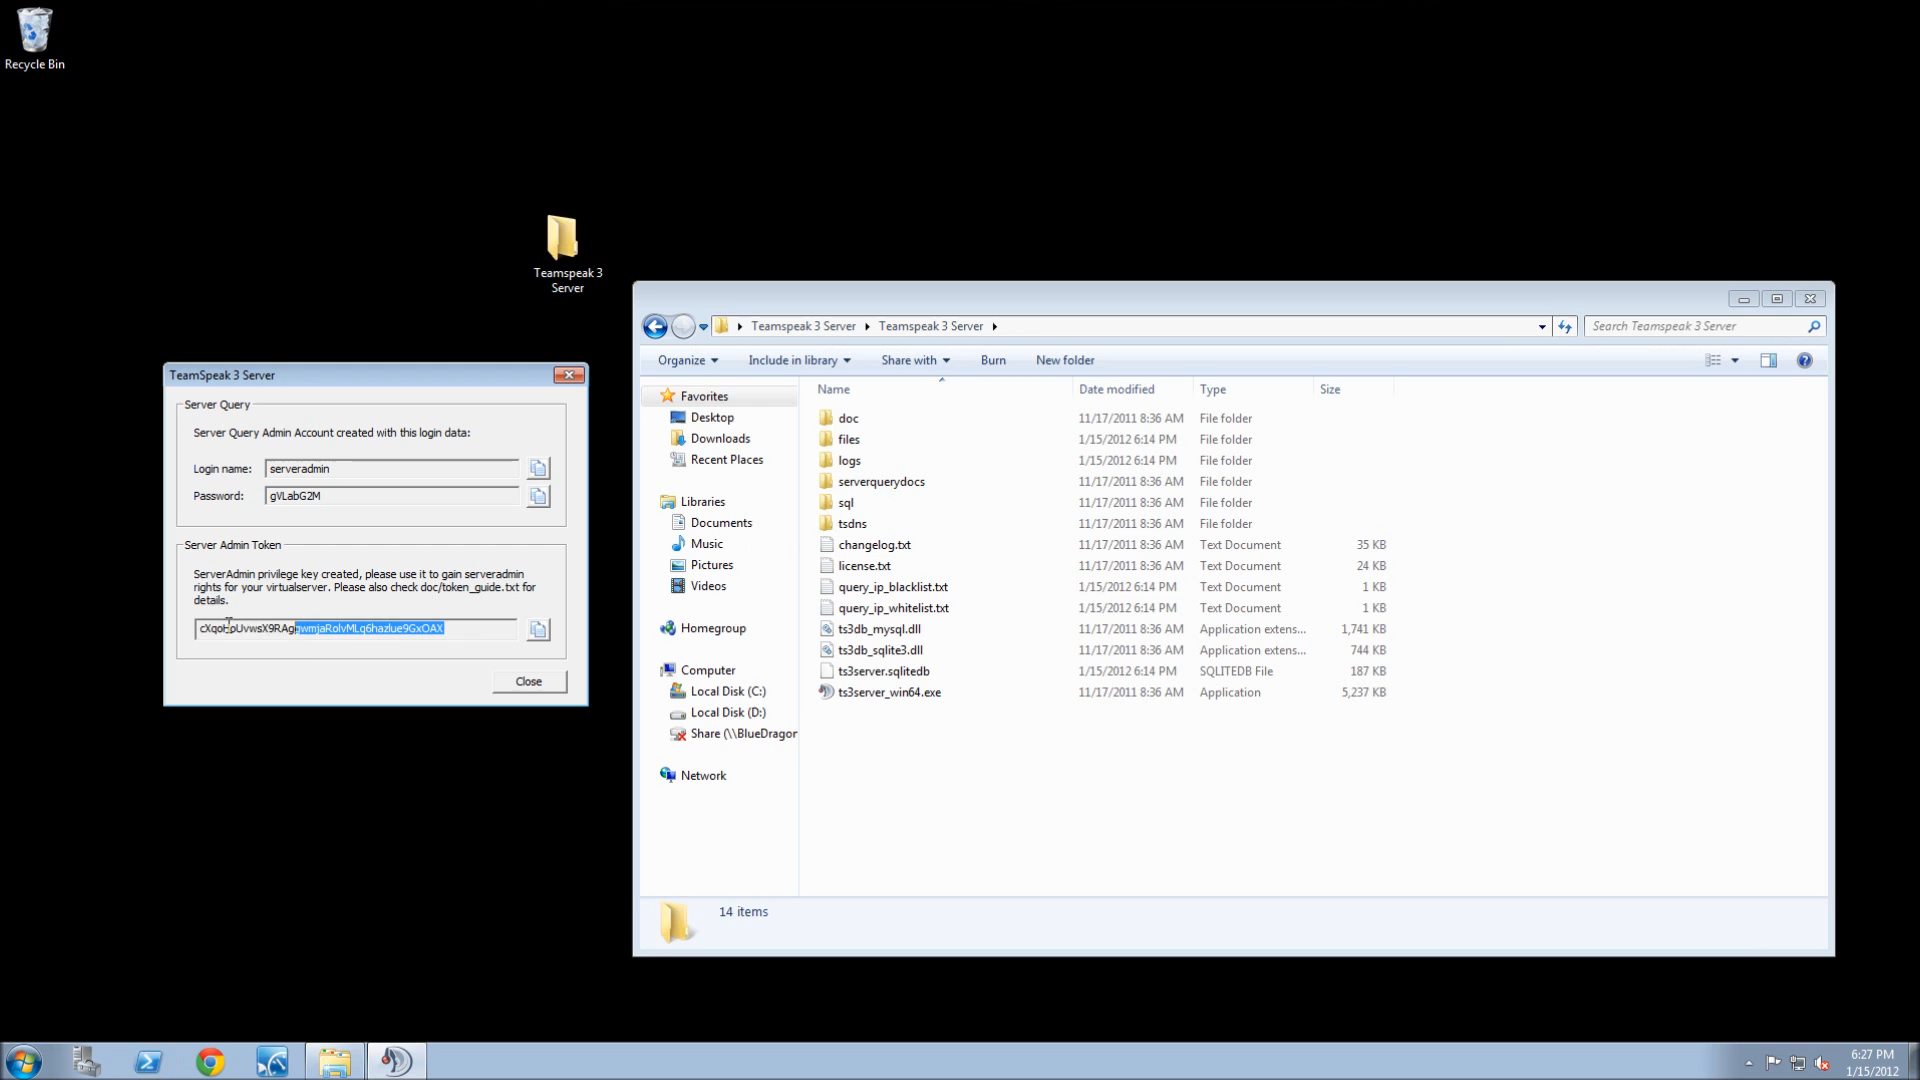 Recycle Bin
Teamspeak 3
Server
TeamSpeak 3 Server
Server Query
Server Query Admin Account created with this login data:
Login name: serveradmin
Password: gVLabG2M
Server Admin Token
ServerAdmin privilege key created, please use it to gain serveradmin
rights for your virtualserver. Please also check doc/token_guide.txt for
details.
Close
Teamspeak 3 Server Teamspeak 3 Server
Search Teamspeak 3 Server
Organize Include in library Share with Burn New folder
Name Date modified Type Size
Favorites
Desktop
Downloads
Recent Places
Libraries
Documents
Music
Pictures
Videos
Homegroup
Computer
Local Disk (C:)
Local Disk (D:)
Share (\\BlueDragon
Network
doc 11/17/2011 8:36 AM File folder
files 1/15/2012 6:14 PM File folder
logs 1/15/2012 6:14 PM File folder
serverquerydocs 11/17/2011 8:36 AM File folder
sql 11/17/2011 8:36 AM File folder
tsdns 11/17/2011 8:36 AM File folder
changelog.txt 11/17/2011 8:36 AM Text Document 35 KB
license.txt 11/17/2011 8:36 AM Text Document 24 KB
query_ip_blacklist.txt 1/15/2012 6:14 PM Text Document 1 KB
query_ip_whitelist.txt 1/15/2012 6:14 PM Text Document 1 KB
ts3db_mysql.dll 11/17/2011 8:36 AM Application extens... 1,741 KB
ts3db_sqlite3.dll 11/17/2011 8:36 AM Application extens... 744 KB
ts3server.sqlitedb 1/15/2012 6:14 PM SQLITEDB File 187 KB
ts3server_win64.exe 11/17/2011 8:36 AM Application 5,237 KB
14 items
6:27 PM
1/15/2012